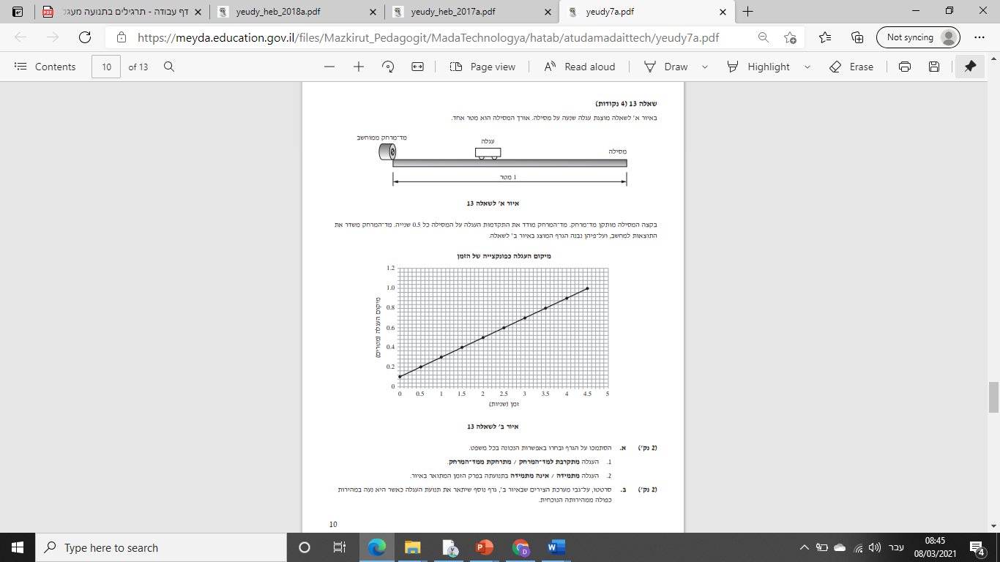 דף עבודה - תרגילים בתנועה מעגל
yeudy_heb_2018a.pdf
yeudy_heb_2017a.pdf
yeudy7a.pdf
https://meyda.education.gov.il/files/Mazkirut_Pedagogit/MadaTechnologya/hatab/atudamadaittech/yeudy7a.pdf
Not syncing
Contents
10 of 13
Page view
Read aloud
Draw
Highlight
Erase
שאלה 13 (4 נקודות)
באיור א' לשאלה מוצגת עגלה שנעה על מסילה. אורך המסילה הוא מטר אחד.
מד־מרחק ממוחשב
עגלה
מסילה
1 מטר
איור א' לשאלה 13
בקצה המסילה מותקן מד־מרחק. מד־המרחק מודד את התקדמות העגלה על המסילה כל 0.5 שנייה. מד־המרחק משדר את
התוצאות למחשב, ועל־פיהן נבנה הגרף המוצג באיור ב' לשאלה.
מיקום העגלה כפונקצייה של הזמן
מיקום העגלה (מטרים)
1.2
1.0
0.8
0.6
0.4
0.2
0
0 0.5 1 1.5 2 2.5 3 3.5 4 4.5 5
זמן (שניות)
איור ב' לשאלה 13
(2 נק') א. הסתמכו על הגרף ובחרו באפשרות הנכונה בכל משפט.
1. העגלה מתקרבת למד־המרחק / מתרחקת ממד־המרחק.
2. העגלה מתמידה / אינה מתמידה בתנועתה בפרק הזמן המתואר באיור.
(2 נק') ב. סרטטו, על־גבי מערכת הצירים שבאיור ב', גרף נוסף שיתאר את תנועת העגלה כאשר היא נעה במהירות
כפולה ממהירותה הנוכחית.
10
Type here to search
עבר
08:45
08/03/2021
4